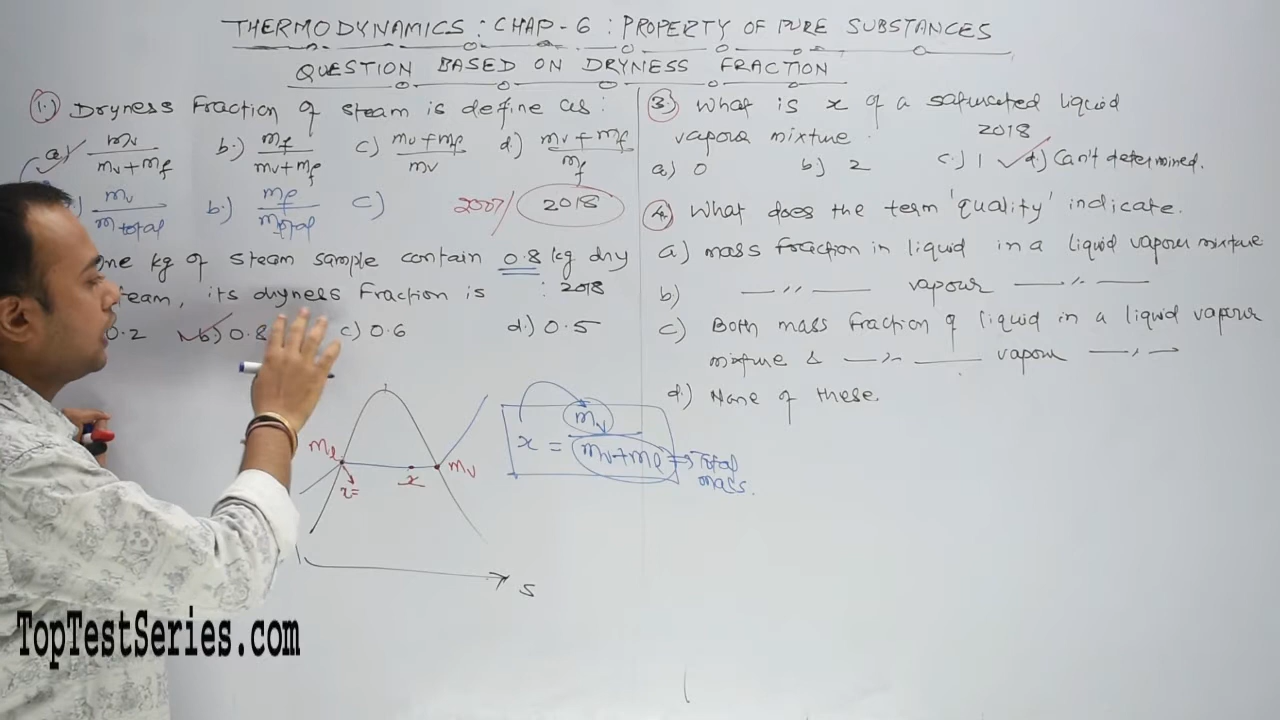 THERMODYNAMICS : CHAP-6 : PROPERTY OF PURE SUBSTANCES
QUESTION BASED ON DRYNESS FRACTION
1.) Dryness Fraction of steam is define as:
a) mv / mv+mf b.) mf / mv+mf c) mv+mf / mv d.) mv+mf / mf
mv / mtotal b.) mf / mtotal c) 2007/ 2018
one kg of steam sample contain 0.8 kg dry
steam, its dryness Fraction is : 2018
0.2 b) 0.8 c) 0.6 d.) 0.5
ml mv
x= x
S
x = mv / mv+ml → Total
mass.
3) What is x of a saturated liquid
vapour mixture. 2018
a) 0 b) 2 c.) 1 d.) Can't determined.
4.) What does the term 'quality' indicate.
a) mass fraction in liquid in a liquid vapour mixture
b.) —〃— vapour —〃—
c) Both mass fraction of liquid in a liquid vapour
mixture & —〃— vapour —〃—
d.) None of these.
TopTestSeries.com